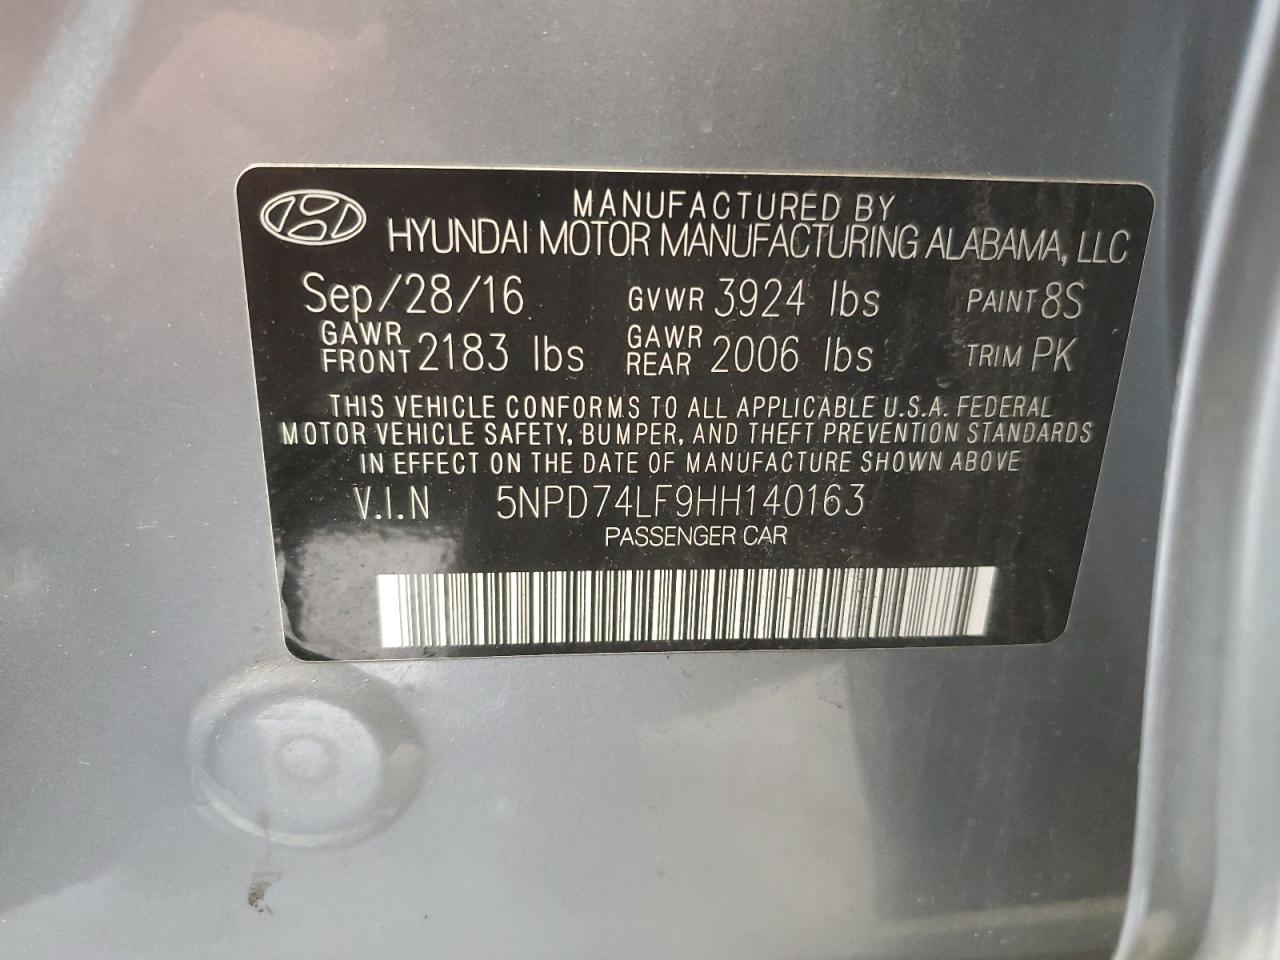 MANUFACTURED BY
HYUNDAI MOTOR MANUFACTURING ALABAMA, LLC
Sep/28/16 GVWR 3924 lbs PAINT 8S
GAWR FRONT 2183 lbs GAWR REAR 2006 lbs TRIM PK
THIS VEHICLE CONFORMS TO ALL APPLICABLE U.S.A. FEDERAL
MOTOR VEHICLE SAFETY, BUMPER, AND THEFT PREVENTION STANDARDS
IN EFFECT ON THE DATE OF MANUFACTURE SHOWN ABOVE
V.I.N 5NPD74LF9HH140163
PASSENGER CAR